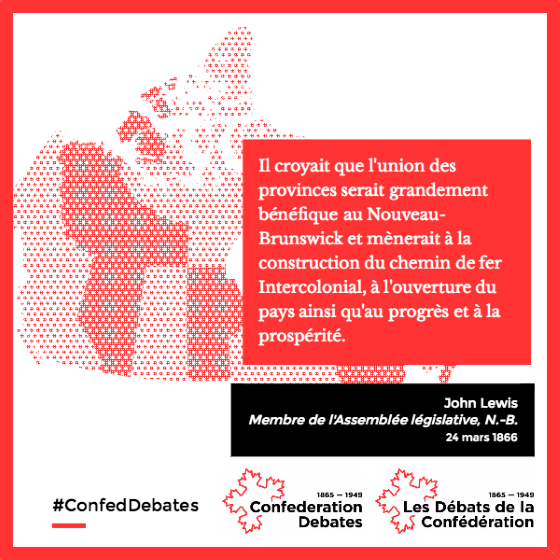 Il croyait que l'union des
provinces serait grandement
bénéfique au Nouveau-
Brunswick et mènerait à la
construction du chemin de fer
Intercolonial, à l'ouverture du
pays ainsi qu'au progrès et à la
prospérité.
John Lewis
Membre de l'Assemblée législative, N.-B.
24 mars 1866
#ConfedDebates
1865 — 1949
Confederation
Debates
1865 — 1949
Les Débats de la
Confédération